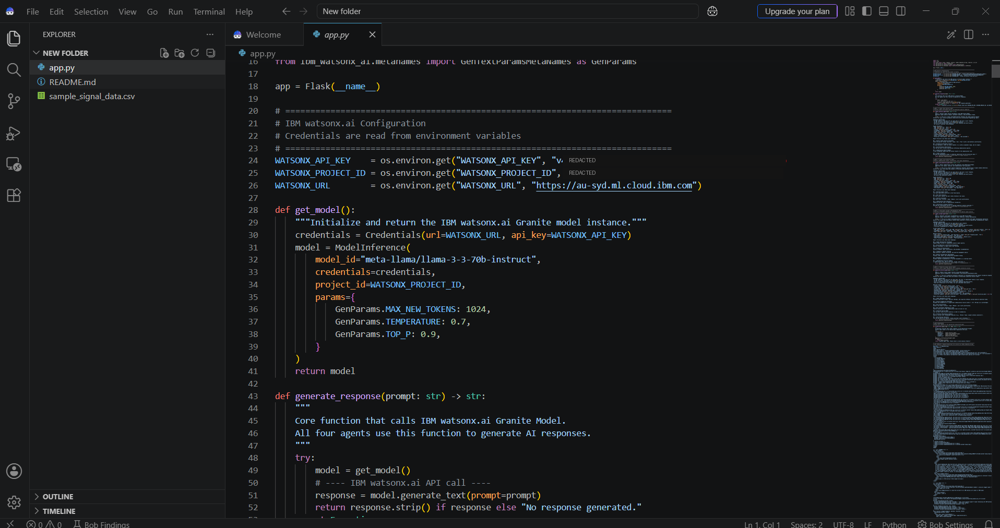 File Edit Selection View Go Run Terminal Help
New folder
Upgrade your plan
EXPLORER
NEW FOLDER
app.py
README.md
sample_signal_data.csv
OUTLINE
TIMELINE
Welcome
app.py
app.py
16 from ibm_watsonx_ai.metanames import GenTextParamsMetaNames as GenParams
17
18 app = Flask(__name__)
19
20 # =============================================================================
21 # IBM watsonx.ai Configuration
22 # Credentials are read from environment variables
23 # =============================================================================
24 WATSONX_API_KEY    = os.environ.get("WATSONX_API_KEY", "v REDACTED
25 WATSONX_PROJECT_ID = os.environ.get("WATSONX_PROJECT_ID", REDACTED
26 WATSONX_URL        = os.environ.get("WATSONX_URL", "https://au-syd.ml.cloud.ibm.com")
27
28 def get_model():
29     """Initialize and return the IBM watsonx.ai Granite model instance."""
30     credentials = Credentials(url=WATSONX_URL, api_key=WATSONX_API_KEY)
31     model = ModelInference(
32         model_id="meta-llama/llama-3-3-70b-instruct",
33         credentials=credentials,
34         project_id=WATSONX_PROJECT_ID,
35         params={
36             GenParams.MAX_NEW_TOKENS: 1024,
37             GenParams.TEMPERATURE: 0.7,
38             GenParams.TOP_P: 0.9,
39         }
40     )
41     return model
42
43 def generate_response(prompt: str) -> str:
44     """
45     Core function that calls IBM watsonx.ai Granite Model.
46     All four agents use this function to generate AI responses.
47     """
48     try:
49         model = get_model()
50         # ---- IBM watsonx.ai API call ----
51         response = model.generate_text(prompt=prompt)
52         return response.strip() if response else "No response generated."
0 0 Bob Findings
Ln 1, Col 1 Spaces: 2 UTF-8 LF Python Bob Settings